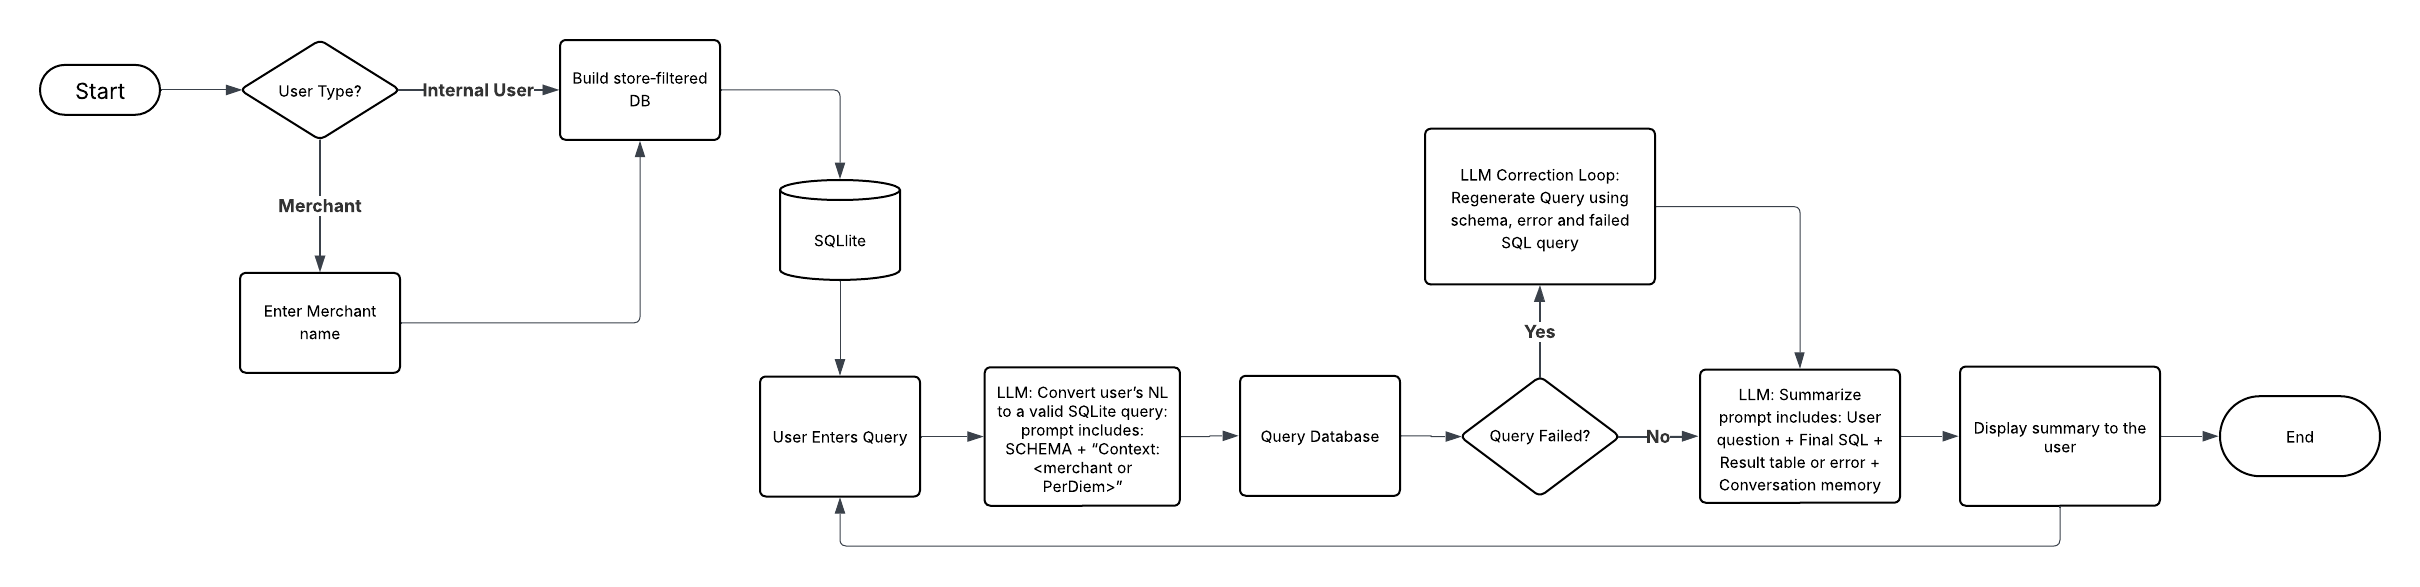 Start
User Type?
Internal User
Build store-filtered
DB
Merchant
Enter Merchant
name
SQLlite
User Enters Query
LLM: Convert user’s NL
to a valid SQLite query:
prompt includes:
SCHEMA + “Context:
<merchant or
PerDiem>”
Query Database
Query Failed?
Yes
LLM Correction Loop:
Regenerate Query using
schema, error and failed
SQL query
No
LLM: Summarize
prompt includes: User
question + Final SQL +
Result table or error +
Conversation memory
Display summary to the
user
End